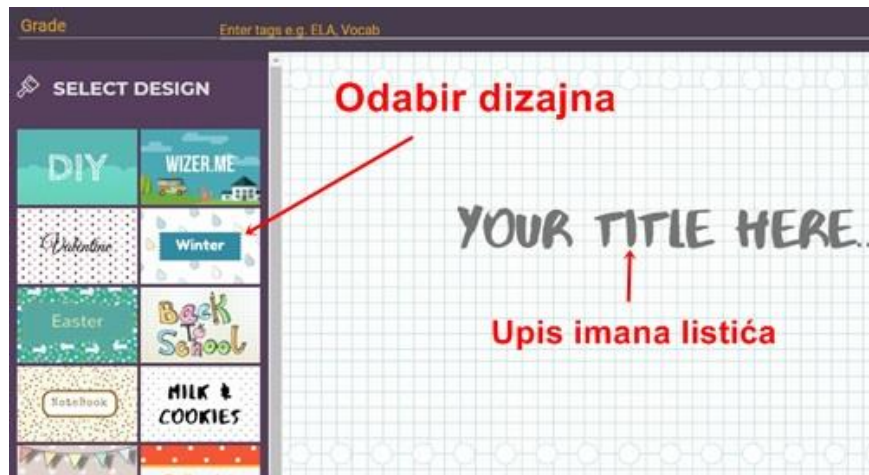 Grade
Enter tags e.g. ELA, Vocab
SELECT DESIGN
Odabir dizajna
DIY
WIZER.ME
Valentine
Winter
YOUR TITLE HERE..
Easter
Back
To
School
Upis imana listića
NoteBook
MILK &
COOKIES